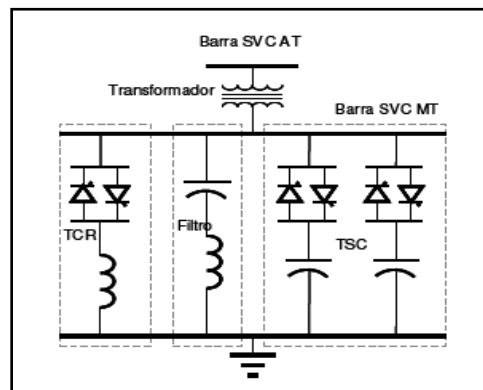 Barra SVC AT
Transformador
Barra SVC MT
TCR
Filtro
TSC